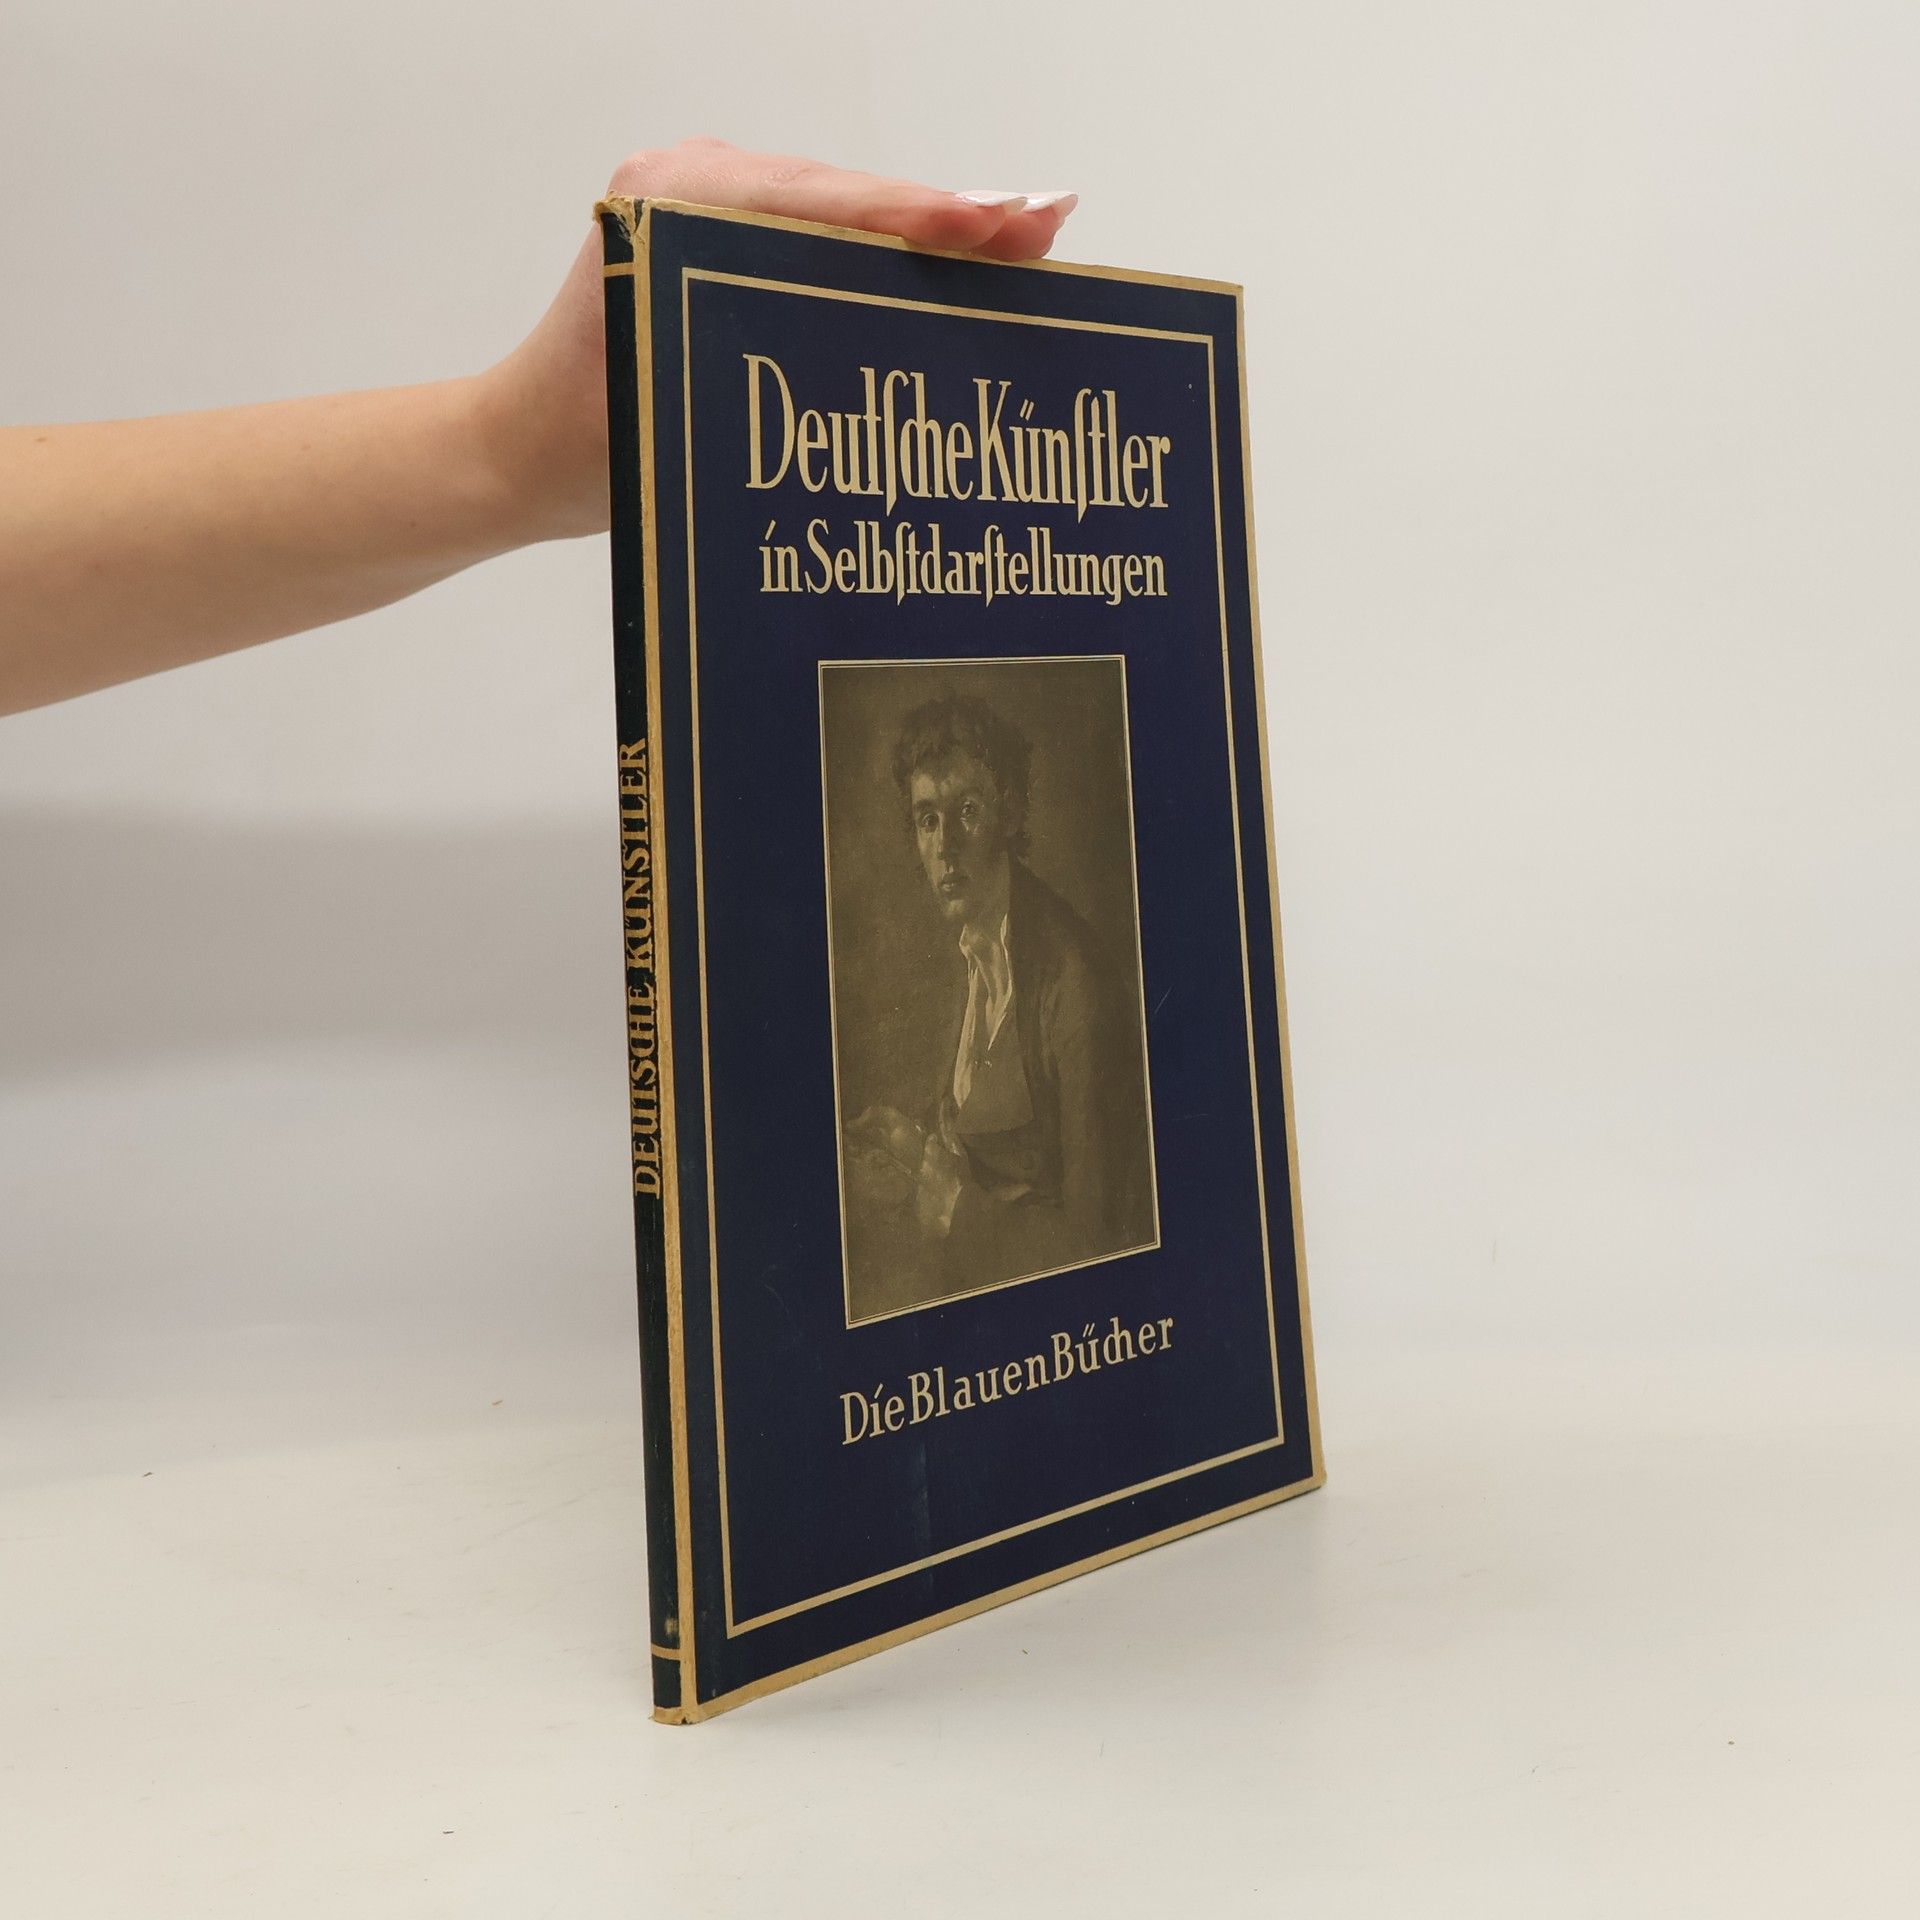 Deutſche Künſtler
in Selbſtdarſtellungen
Die Blauen Bücher
DEUTSCHE KÜNSTLER